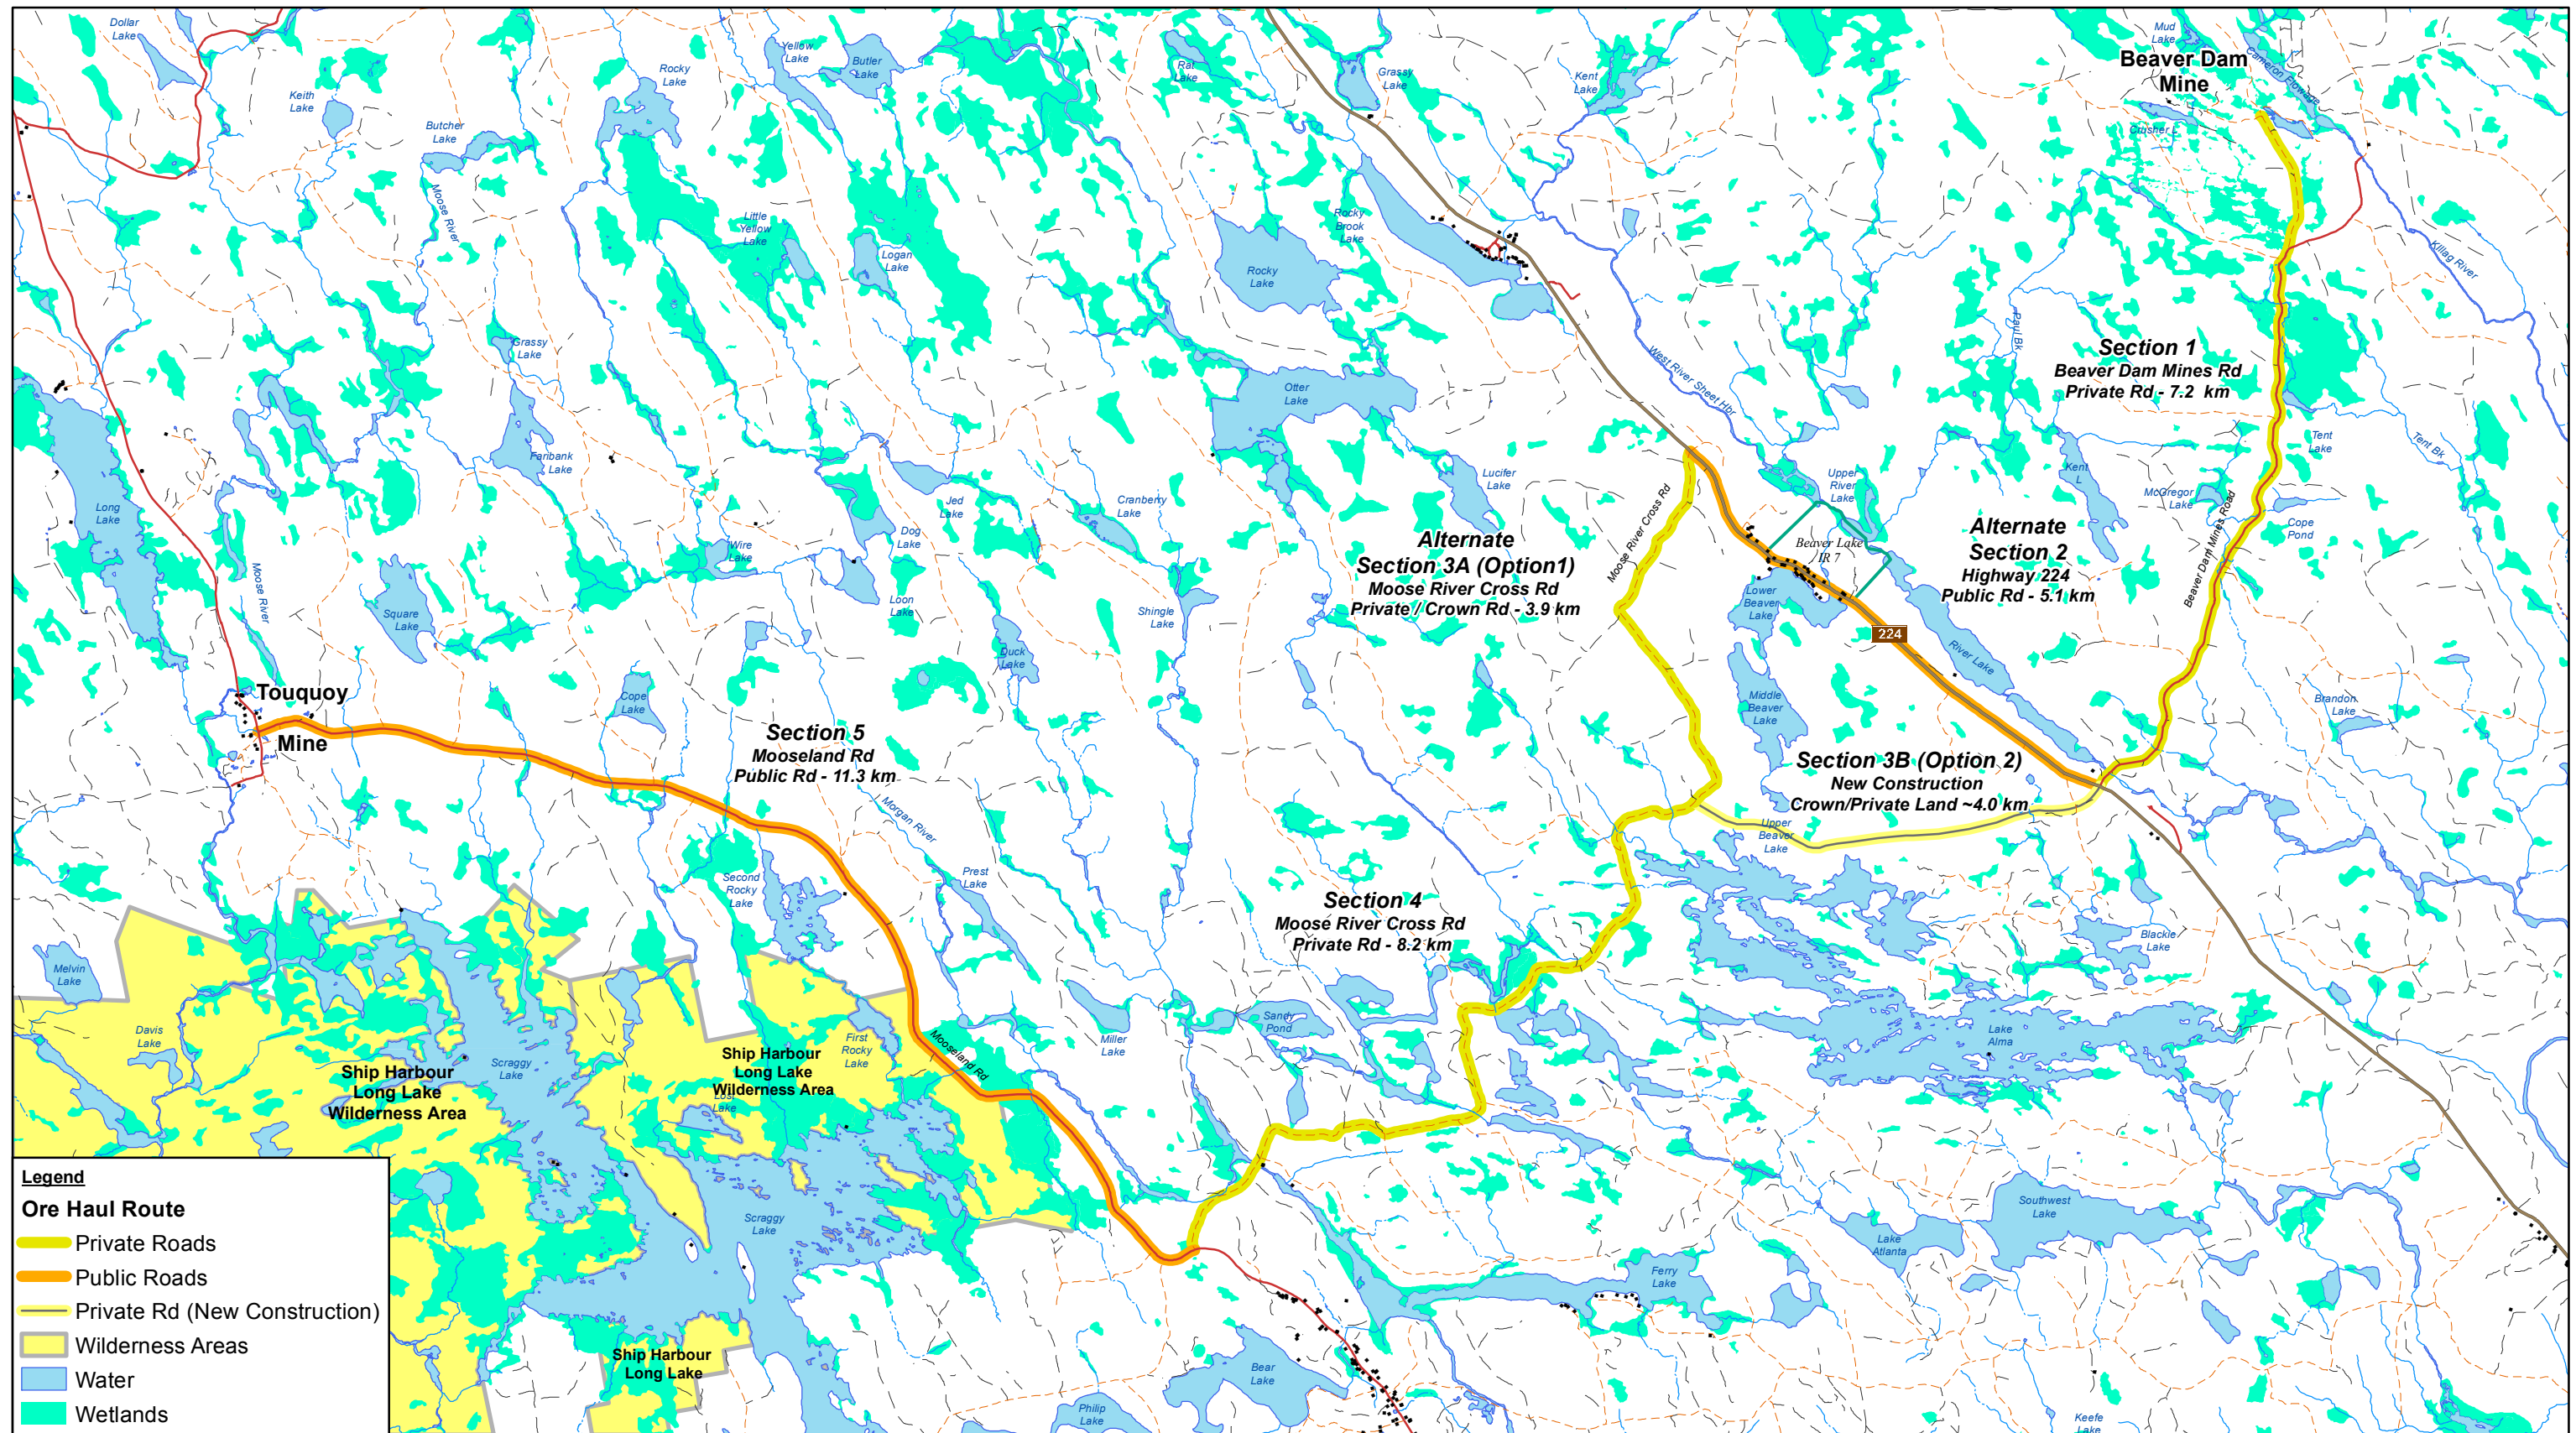 Dollar
Lake
Keith
Lake
Butcher
Lake
Moose River
Rocky
Lake
Yellow
Lake
Butler
Lake
Rat
Lake
Grassy
Lake
Kent
Lake
Mud
Lake
Cameron Flowage
Beaver Dam
Mine
Crusher L
Killag River
Little
Yellow
Lake
Logan
Lake
Rocky
Brook
Lake
Rocky
Lake
Grassy
Lake
Otter
Lake
West River Sheet Hbr
Paul Bk
Section 1
Beaver Dam Mines Rd
Private Rd - 7.2 km
Tent
Lake
Tent Bk
Fanbank
Lake
Long
Lake
Jed
Lake
Dog
Lake
Cranberry
Lake
Lucifer
Lake
Upper
River
Lake
Kent
L
McGregor
Lake
Cope
Pond
Beaver Dam Mines Road
Moose River Cross Rd
Alternate
Section 3A (Option1)
Moose River Cross Rd
Private / Crown Rd - 3.9 km
Beaver Lake
IR 7
Alternate
Section 2
Highway 224
Public Rd - 5.1 km
Wire
Lake
Loon
Lake
Moose River
Square
Lake
Shingle
Lake
Lower
Beaver
Lake
224
River Lake
Duck
Lake
Touquoy
Mine
Cope
Lake
Middle
Beaver
Lake
Brandon
Lake
Section 5
Mooseland Rd
Public Rd - 11.3 km
Morgan River
Section 3B (Option 2)
New Construction
Crown/Private Land ~4.0 km
Upper
Beaver
Lake
Second
Rocky
Lake
Prest
Lake
Section 4
Moose River Cross Rd
Private Rd - 8.2 km
Blackie
Lake
Melvin
Lake
Davis
Lake
Scraggy
Lake
First
Rocky
Lake
Mooseland Rd
Miller
Lake
Sandy
Pond
Lake
Alma
Ship Harbour
Long Lake
Wilderness Area
Ship Harbour
Long Lake
Wilderness Area
Lost
Lake
Scraggy
Lake
Southwest
Lake
Lake
Atlanta
Ferry
Lake
Ship Harbour
Long Lake
Bear
Lake
Philip
Lake
Keefe
Lake
Legend
Ore Haul Route
Private Roads
Public Roads
Private Rd (New Construction)
Wilderness Areas
Water
Wetlands